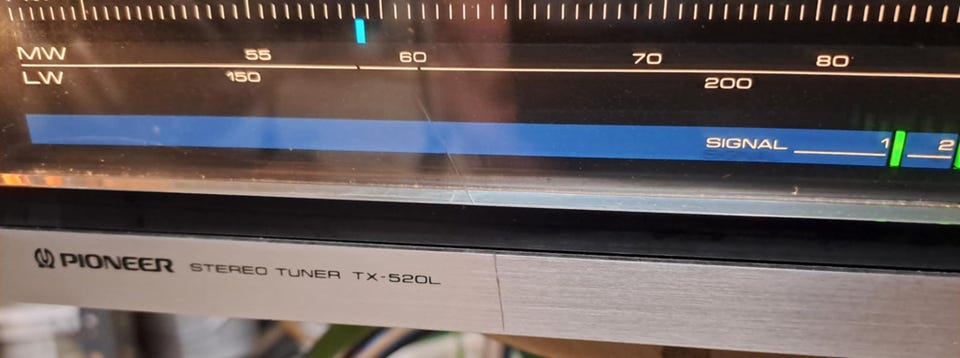 MW 55 60 70 80
LW 150 200
SIGNAL 1 2
PIONEER STEREO TUNER TX-520L